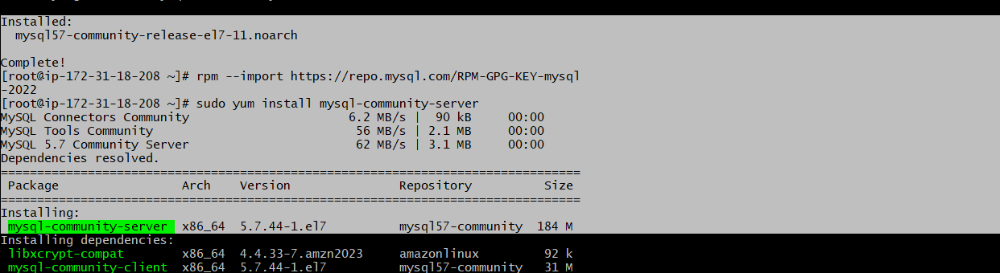 Installed:
  mysql57-community-release-el7-11.noarch
Complete!
[root@ip-172-31-18-208 ~]# rpm --import https://repo.mysql.com/RPM-GPG-KEY-mysql
-2022
[root@ip-172-31-18-208 ~]# sudo yum install mysql-community-server
MySQL Connectors Community                      6.2 MB/s |  90 kB     00:00
MySQL Tools Community                            56 MB/s | 2.1 MB     00:00
MySQL 5.7 Community Server                       62 MB/s | 3.1 MB     00:00
Dependencies resolved.
================================================================================
 Package                 Arch    Version               Repository          Size
================================================================================
Installing:
 mysql-community-server  x86_64  5.7.44-1.el7          mysql57-community  184 M
Installing dependencies:
 libxcrypt-compat        x86_64  4.4.33-7.amzn2023     amazonlinux         92 k
 mysql-community-client  x86_64  5.7.44-1.el7          mysql57-community   31 M